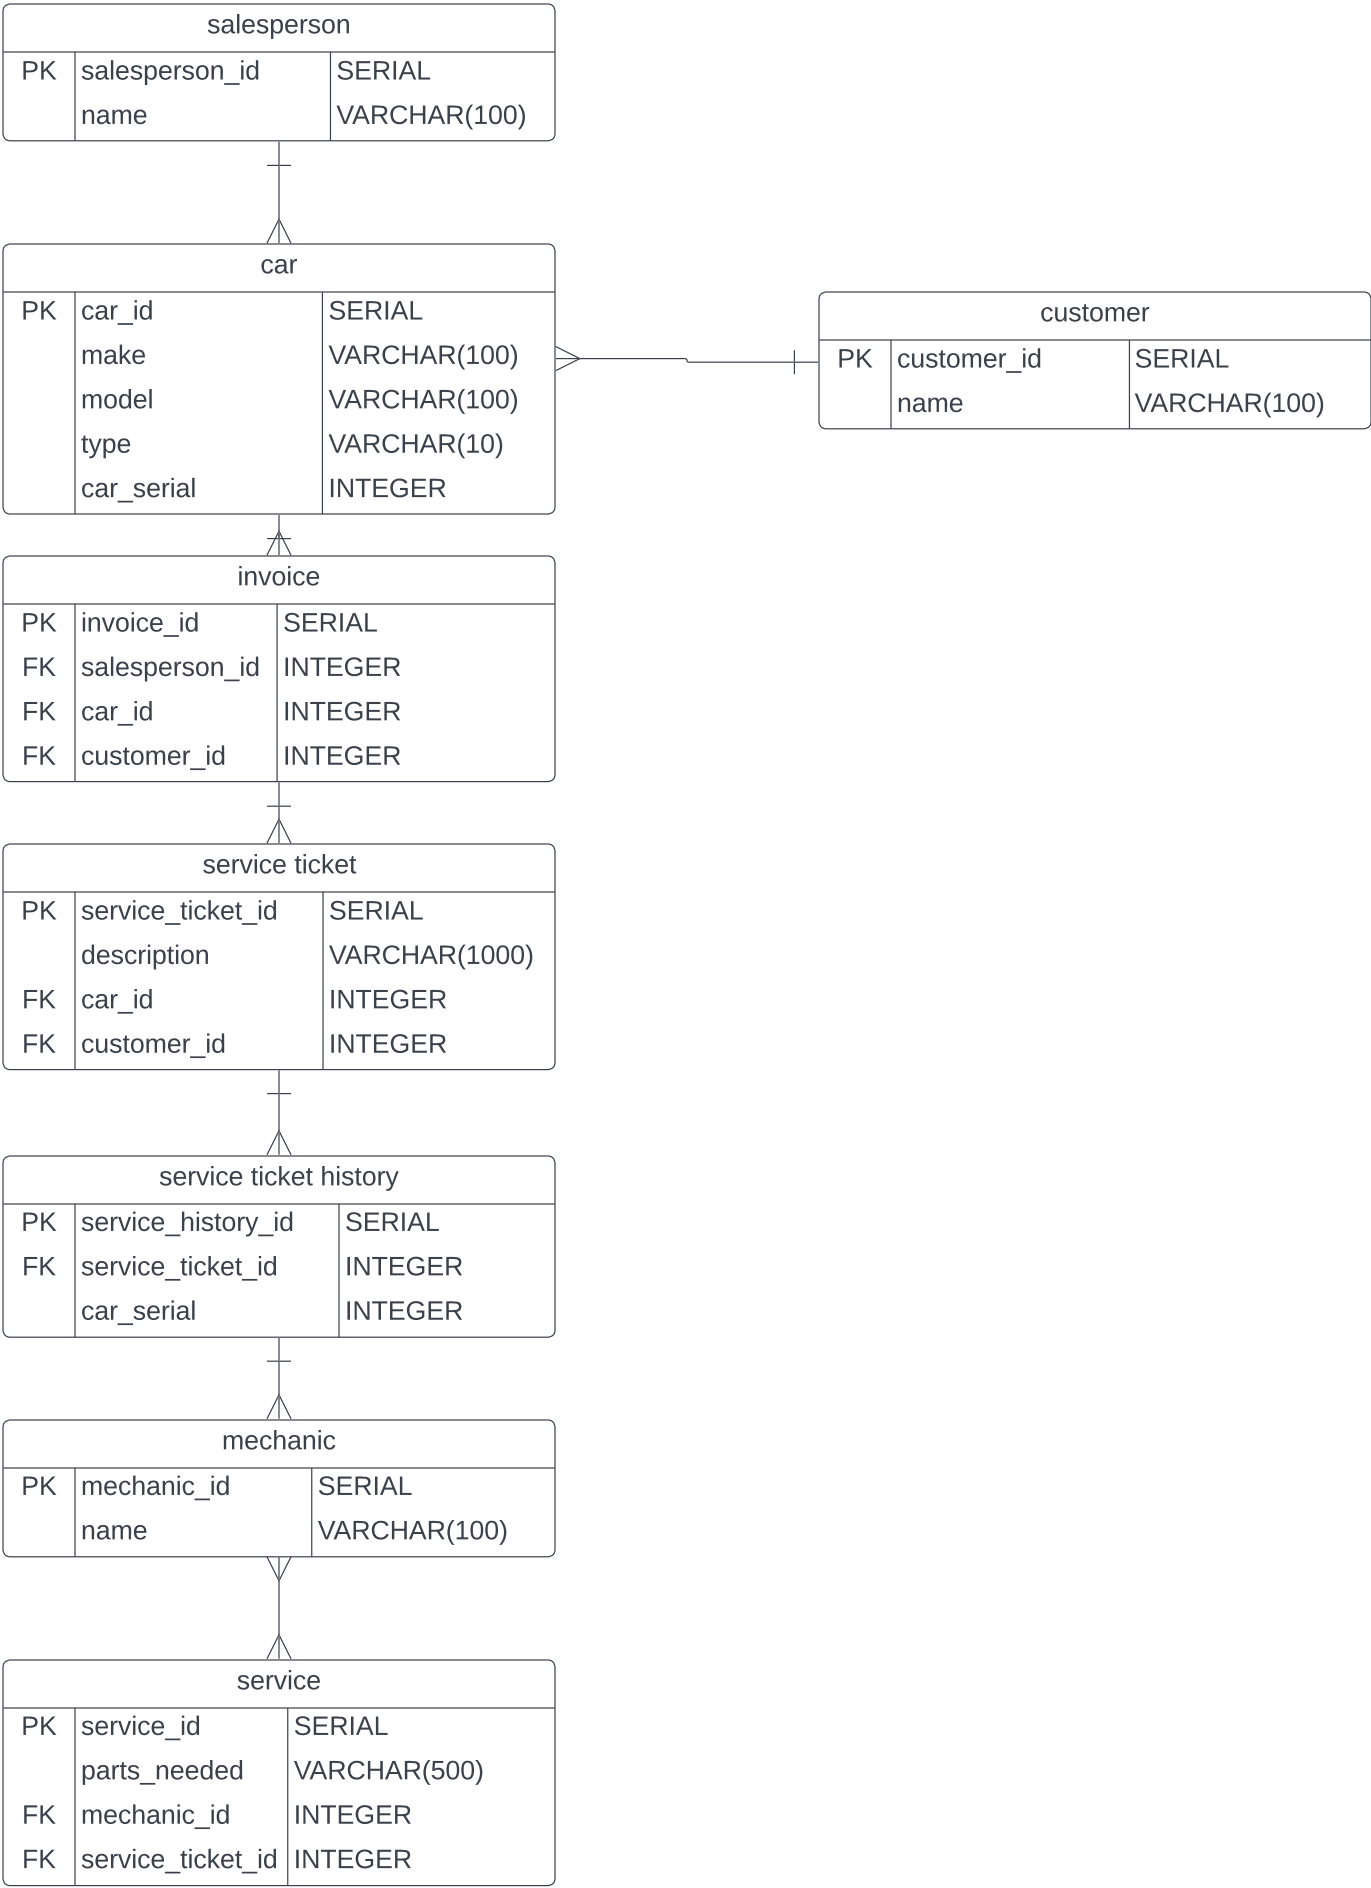 salesperson
PK salesperson_id SERIAL
name VARCHAR(100)
car
PK car_id SERIAL
make VARCHAR(100)
model VARCHAR(100)
type VARCHAR(10)
car_serial INTEGER
customer
PK customer_id SERIAL
name VARCHAR(100)
invoice
PK invoice_id SERIAL
FK salesperson_id INTEGER
FK car_id INTEGER
FK customer_id INTEGER
service ticket
PK service_ticket_id SERIAL
description VARCHAR(1000)
FK car_id INTEGER
FK customer_id INTEGER
service ticket history
PK service_history_id SERIAL
FK service_ticket_id INTEGER
car_serial INTEGER
mechanic
PK mechanic_id SERIAL
name VARCHAR(100)
service
PK service_id SERIAL
parts_needed VARCHAR(500)
FK mechanic_id INTEGER
FK service_ticket_id INTEGER